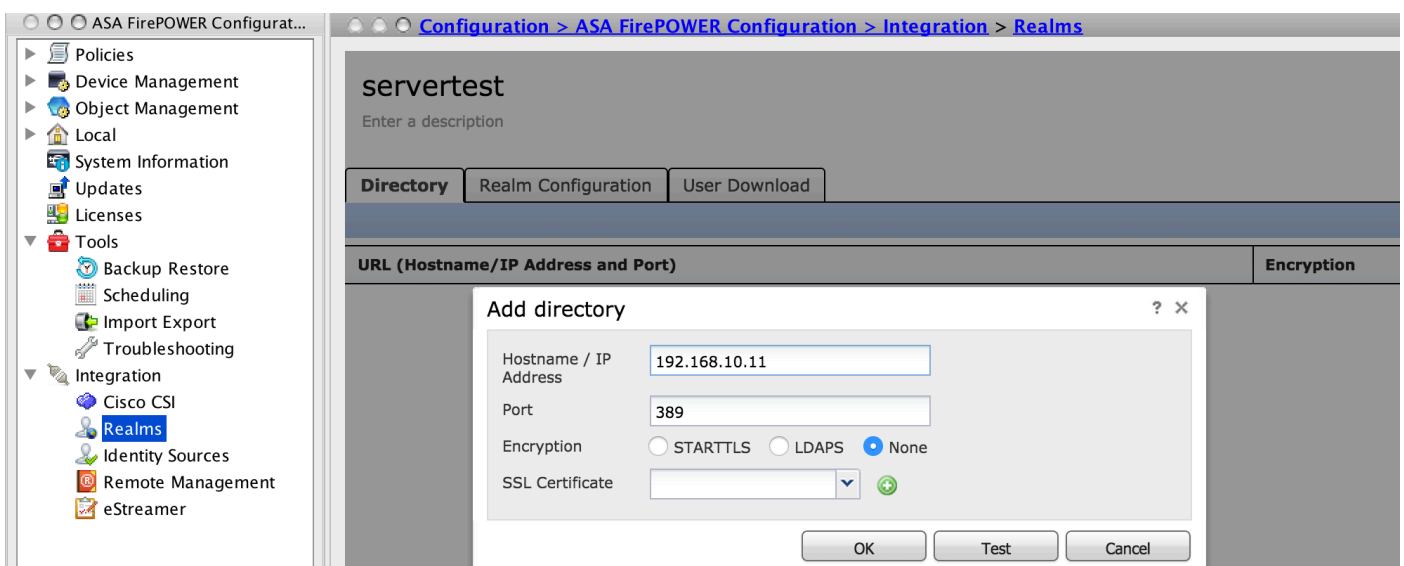 ASA FirePOWER Configurat...
Policies
Device Management
Object Management
Local
System Information
Updates
Licenses
Tools
Backup Restore
Scheduling
Import Export
Troubleshooting
Integration
Cisco CSI
Realms
Identity Sources
Remote Management
eStreamer
Configuration > ASA FirePOWER Configuration > Integration > Realms
servertest
Enter a description
Directory Realm Configuration User Download
URL (Hostname/IP Address and Port) Encryption
Add directory ?
Hostname / IP
Address
192.168.10.11
Port 389
Encryption STARTTLS LDAPS None
SSL Certificate
OK Test Cancel